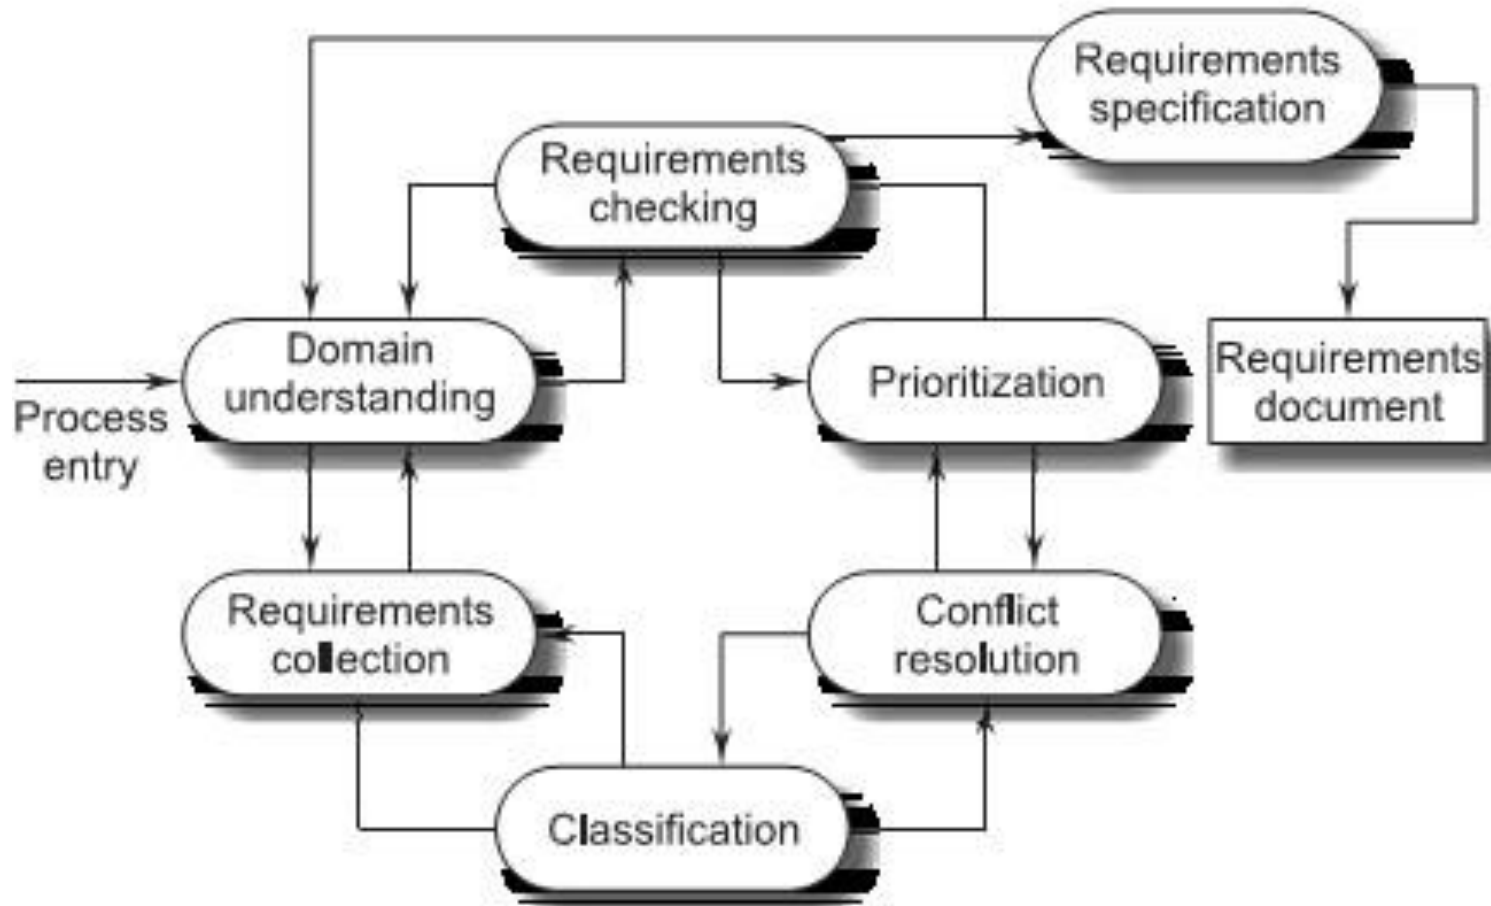 Requirements
specification
Requirements
checking
Domain
understanding
Prioritization
Requirements
document
Process
entry
Requirements
collection
Conflict
resolution
Classification